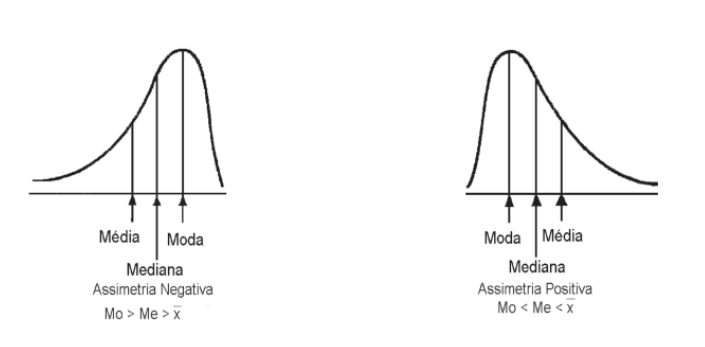 Média Moda
Mediana
Assimetria Negativa
Mo > Me > x̅
Moda Média
Mediana
Assimetria Positiva
Mo < Me < x̅